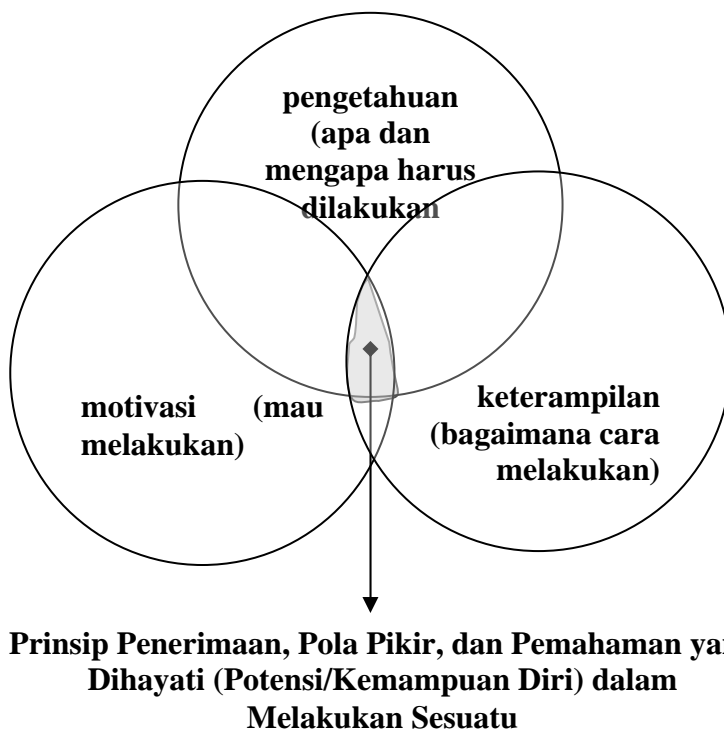 pengetahuan
(apa dan
mengapa harus
dilakukan
motivasi (mau
melakukan)
keterampilan
(bagaimana cara
melakukan)
Prinsip Penerimaan, Pola Pikir, dan Pemahaman
Dihayati (Potensi/Kemampuan Diri) dalam
Melakukan Sesuatu